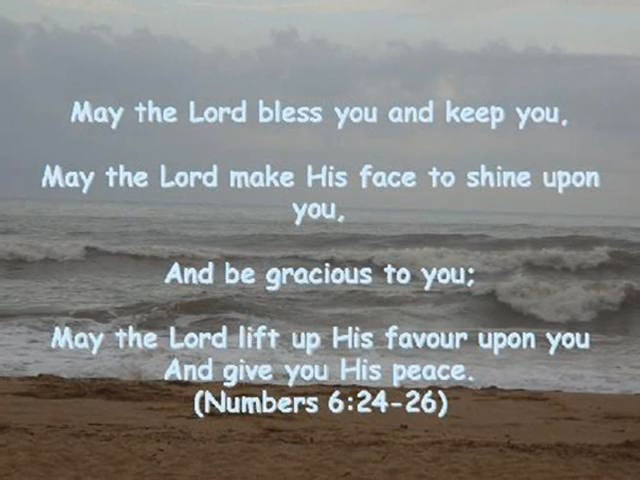 May the Lord bless you and keep you,
May the Lord make His face to shine upon
you,
And be gracious to you;
May the Lord lift up His favour upon you
And give you His peace.
(Numbers 6:24-26)